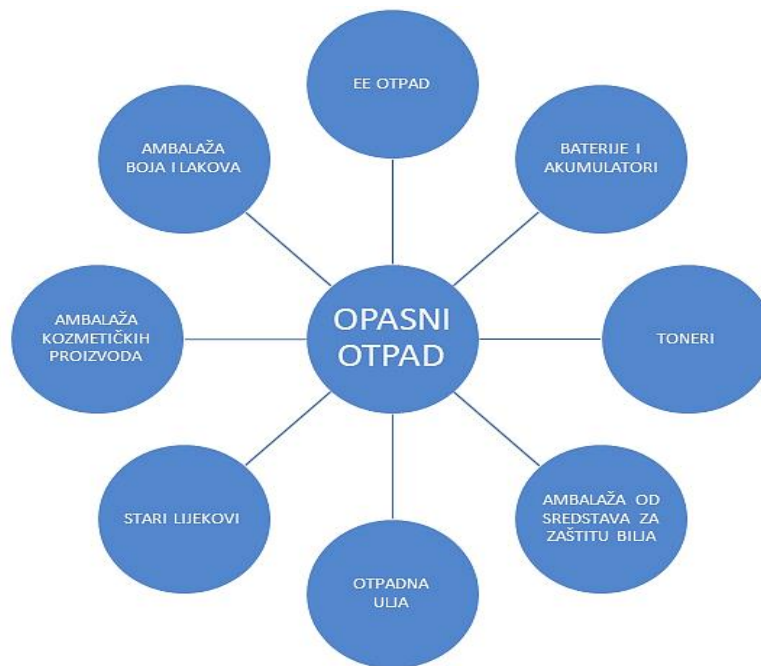 EE OTPAD
AMBALAŽA
BOJA I LAKOVA
BATERIJE I
AKUMULATORI
OPASNI
OTPAD
AMBALAŽA
KOZMETIČKIH
PROIZVODA
TONERI
STARI LIJEKOVI
AMBALAŽA OD
SREDSTAVA ZA
ZAŠTITU BILJA
OTPADNA
ULJA